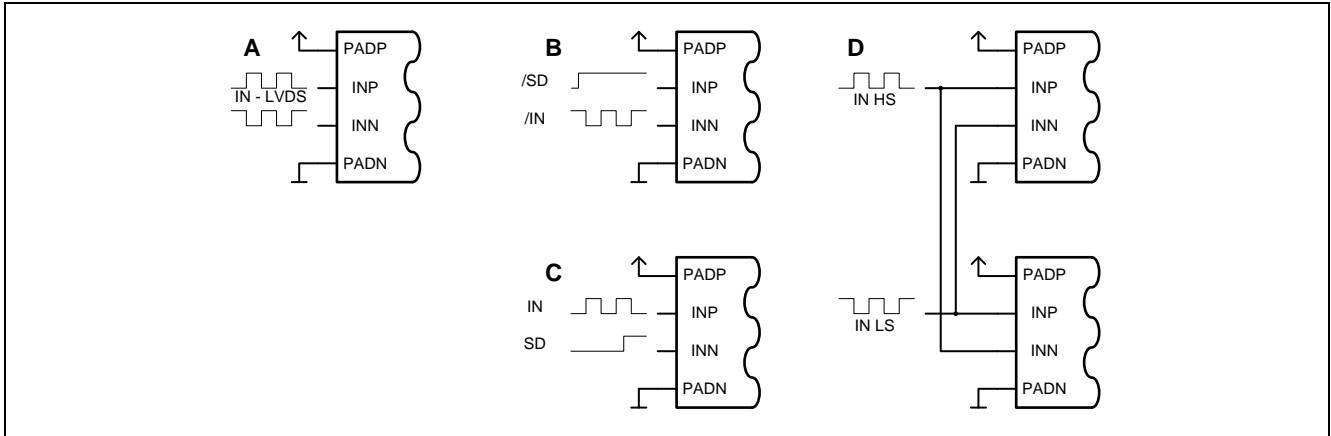 A
PADP
IN - LVDS
INP
INN
PADN
B
PADP
/SD
INP
/IN
INN
PADN
C
PADP
IN
INP
SD
INN
PADN
D
PADP
IN HS
INP
INN
PADN
PADP
IN LS
INP
INN
PADN